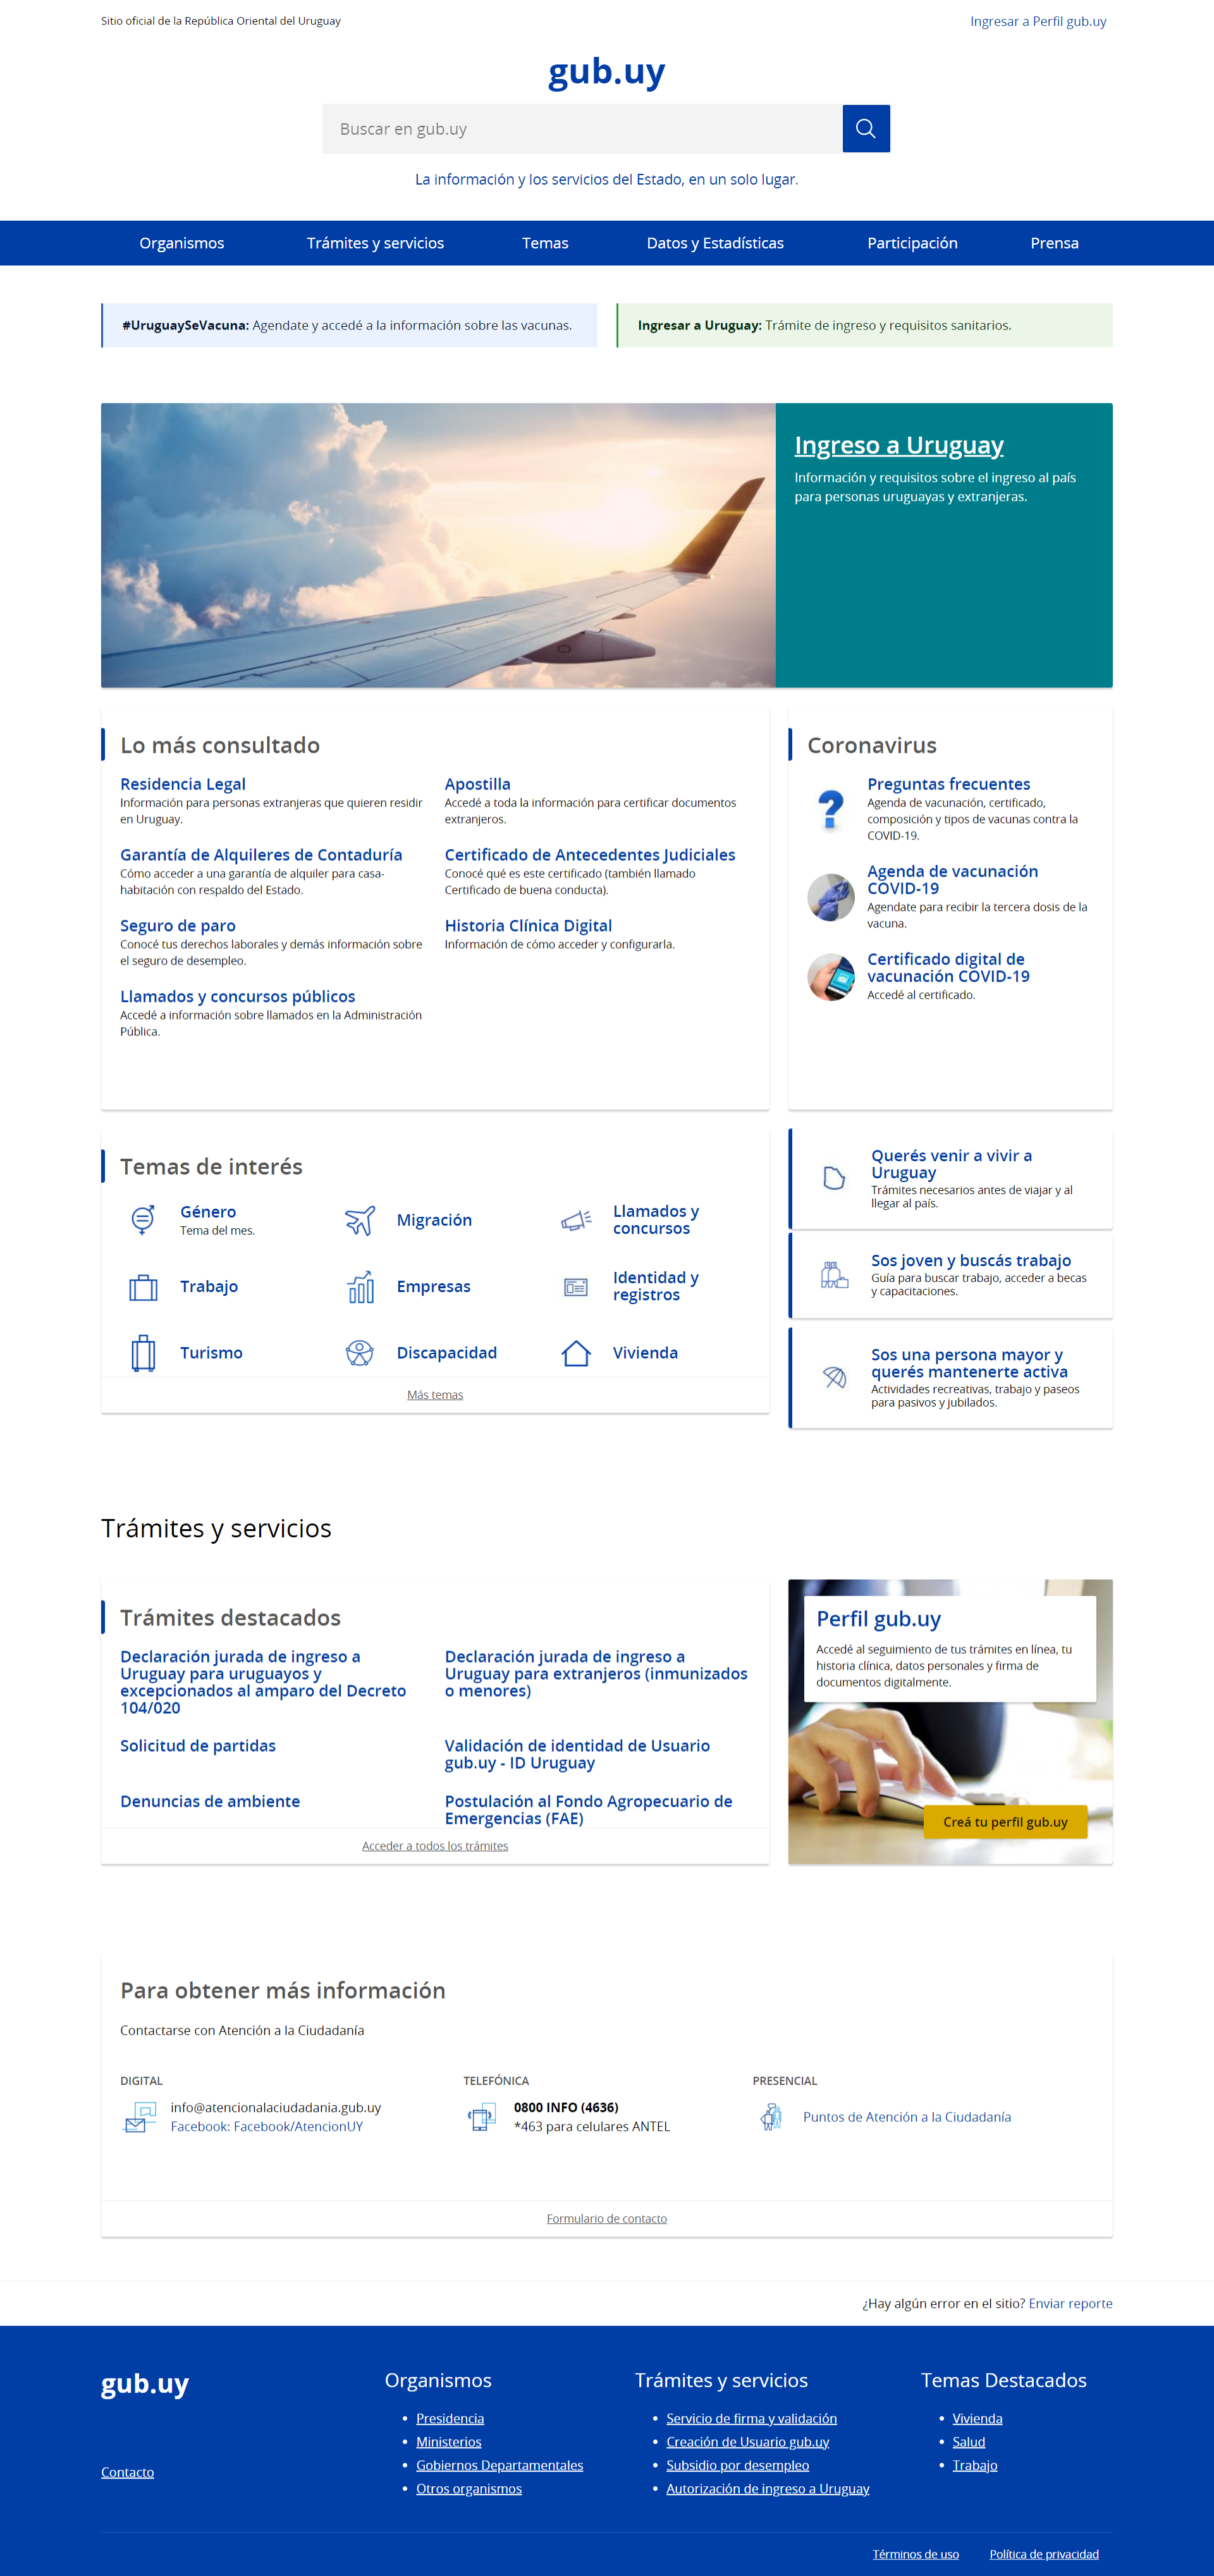 Sitio oficial de la República Oriental del Uruguay
Ingresar a Perfil gub.uy
gub.uy
Buscar en gub.uy
La información y los servicios del Estado, en un solo lugar.
Organismos
Trámites y servicios
Temas
Datos y Estadísticas
Participación
Prensa
#UruguaySeVacuna: Agendate y accedé a la información sobre las vacunas.
Ingresar a Uruguay: Trámite de ingreso y requisitos sanitarios.
Ingreso a Uruguay
Información y requisitos sobre el ingreso al país
para personas uruguayas y extranjeras.
Lo más consultado
Residencia Legal
Información para personas extranjeras que quieren residir
en Uruguay.
Apostilla
Accedé a toda la información para certificar documentos
extranjeros.
Garantía de Alquileres de Contaduría
Cómo acceder a una garantía de alquiler para casa-
habitación con respaldo del Estado.
Certificado de Antecedentes Judiciales
Conocé qué es este certificado (también llamado
Certificado de buena conducta).
Seguro de paro
Conocé tus derechos laborales y demás información sobre
el seguro de desempleo.
Historia Clínica Digital
Información de cómo acceder y configurarla.
Llamados y concursos públicos
Accedé a información sobre llamados en la Administración
Pública.
Coronavirus
Preguntas frecuentes
Agenda de vacunación, certificado,
composición y tipos de vacunas contra la
COVID-19.
Agenda de vacunación
COVID-19
Agendate para recibir la tercera dosis de la
vacuna.
Certificado digital de
vacunación COVID-19
Accedé al certificado.
Temas de interés
Género
Tema del mes.
Migración
Llamados y
concursos
Trabajo
Empresas
Identidad y
registros
Turismo
Discapacidad
Vivienda
Más temas
Querés venir a vivir a
Uruguay
Trámites necesarios antes de viajar y al
llegar al país.
Sos joven y buscás trabajo
Guía para buscar trabajo, acceder a becas
y capacitaciones.
Sos una persona mayor y
querés mantenerte activa
Actividades recreativas, trabajo y paseos
para pasivos y jubilados.
Trámites y servicios
Trámites destacados
Declaración jurada de ingreso a
Uruguay para uruguayos y
excepcionados al amparo del Decreto
104/020
Declaración jurada de ingreso a
Uruguay para extranjeros (inmunizados
o menores)
Solicitud de partidas
Validación de identidad de Usuario
gub.uy - ID Uruguay
Denuncias de ambiente
Postulación al Fondo Agropecuario de
Emergencias (FAE)
Acceder a todos los trámites
Perfil gub.uy
Accedé al seguimiento de tus trámites en línea, tu
historia clínica, datos personales y firma de
documentos digitalmente.
Creá tu perfil gub.uy
Para obtener más información
Contactarse con Atención a la Ciudadanía
DIGITAL
info@atencionalaciudadania.gub.uy
Facebook: Facebook/AtencionUY
TELEFÓNICA
0800 INFO (4636)
*463 para celulares ANTEL
PRESENCIAL
Puntos de Atención a la Ciudadanía
Formulario de contacto
¿Hay algún error en el sitio? Enviar reporte
gub.uy
Contacto
Organismos
Presidencia
Ministerios
Gobiernos Departamentales
Otros organismos
Trámites y servicios
Servicio de firma y validación
Creación de Usuario gub.uy
Subsidio por desempleo
Autorización de ingreso a Uruguay
Temas Destacados
Vivienda
Salud
Trabajo
Términos de uso
Política de privacidad